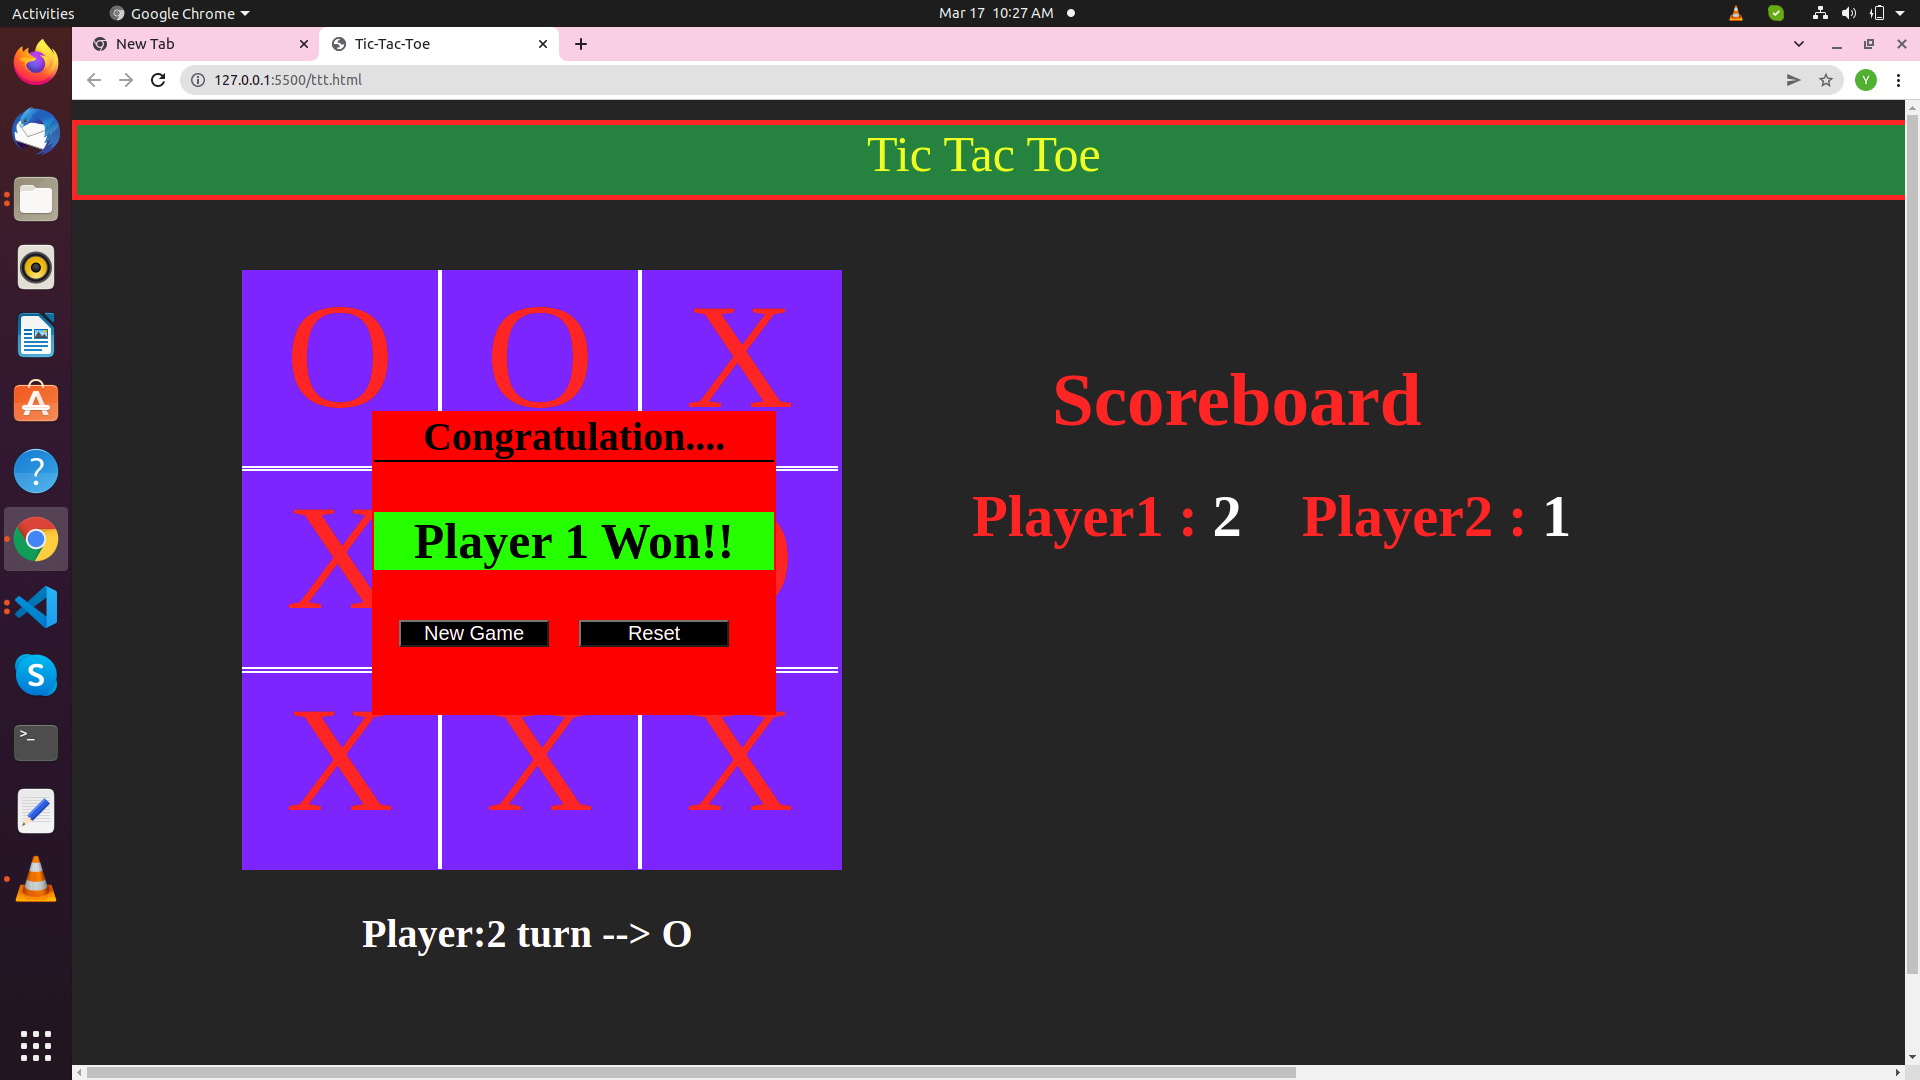 Activities Google Chrome Mar 17 10:27 AM
New Tab Tic-Tac-Toe
127.0.0.1:5500/ttt.html Y
Tic Tac Toe
O O X
Congratulation....
Scoreboard
X Player 1 Won!!
Player1 : 2 Player2 : 1
New Game Reset
X X X
Player:2 turn --> O